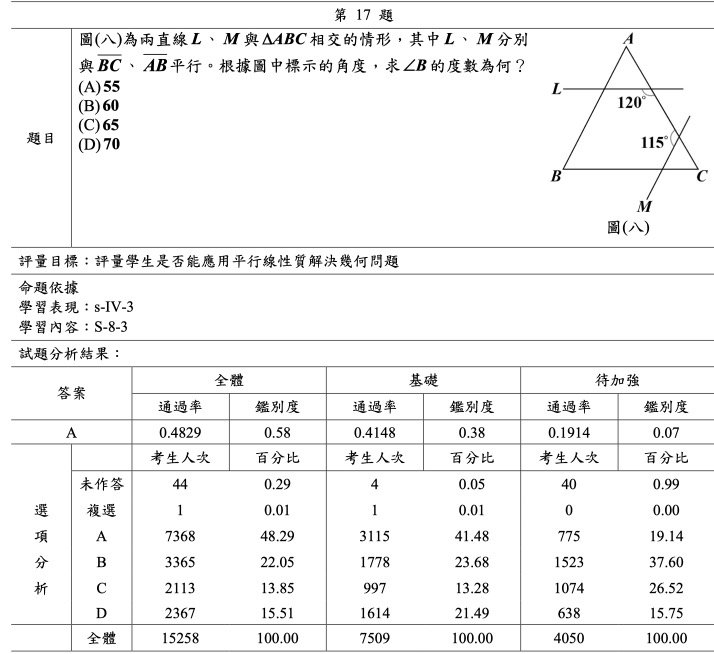 第 17 題
題目
圖(八)為兩直線 L、M 與 ΔABC 相交的情形，其中 L、M 分別
與 BC、AB 平行。根據圖中標示的角度，求∠B 的度數為何？
(A) 55
(B) 60
(C) 65
(D) 70
A
L
120°
115°
B
C
M
圖(八)
評量目標：評量學生是否能應用平行線性質解決幾何問題
命題依據
學習表現：s-IV-3
學習內容：S-8-3
試題分析結果：
答案 全體 基礎 待加強
通過率 鑑別度 通過率 鑑別度 通過率 鑑別度
A 0.4829 0.58 0.4148 0.38 0.1914 0.07
選項分析
考生人次 百分比 考生人次 百分比 考生人次 百分比
未作答 44 0.29 4 0.05 40 0.99
複選 1 0.01 1 0.01 0 0.00
A 7368 48.29 3115 41.48 775 19.14
B 3365 22.05 1778 23.68 1523 37.60
C 2113 13.85 997 13.28 1074 26.52
D 2367 15.51 1614 21.49 638 15.75
全體 15258 100.00 7509 100.00 4050 100.00